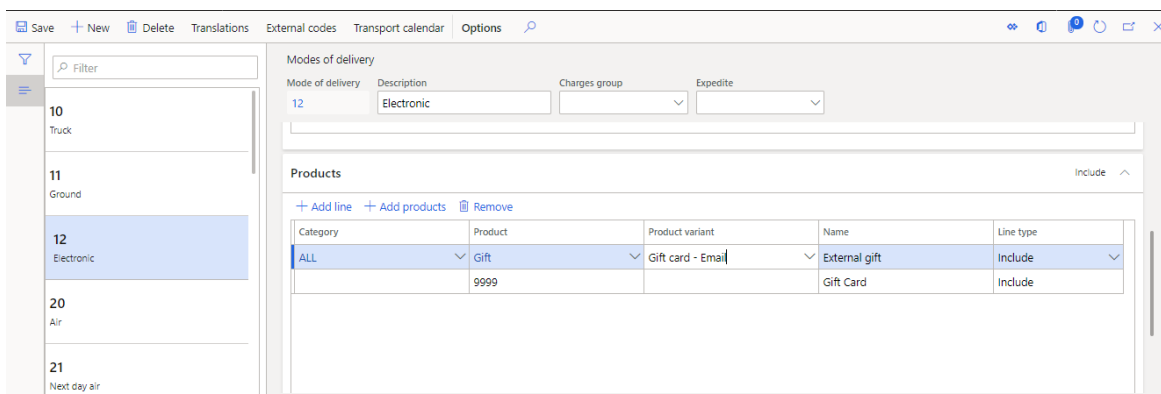 Save New Delete Translations External codes Transport calendar Options 0
Filter
10
Truck
11
Ground
12
Electronic
20
Air
21
Next day air
Modes of delivery
Mode of delivery Description Charges group Expedite
12 Electronic
Products Include
Add line Add products Remove
Category Product Product variant Name Line type
ALL Gift Gift card - Email External gift Include
9999 Gift Card Include